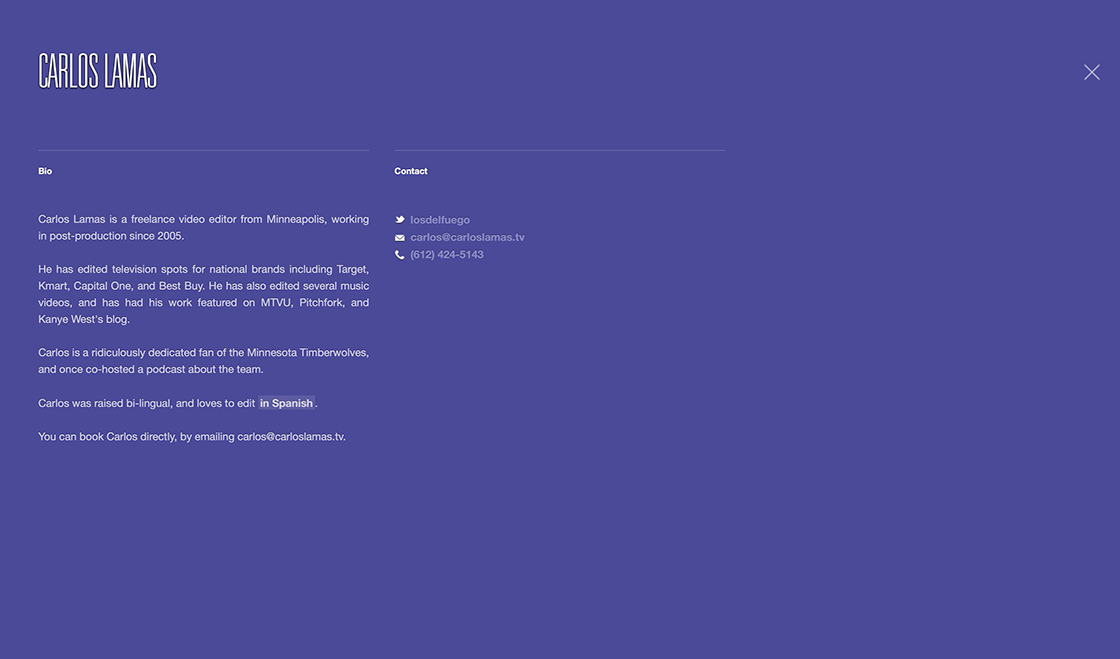 CARLOS LAMAS
Bio
Carlos Lamas is a freelance video editor from Minneapolis, working
in post-production since 2005.
He has edited television spots for national brands including Target,
Kmart, Capital One, and Best Buy. He has also edited several music
videos, and has had his work featured on MTVU, Pitchfork, and
Kanye West's blog.
Carlos is a ridiculously dedicated fan of the Minnesota Timberwolves,
and once co-hosted a podcast about the team.
Carlos was raised bi-lingual, and loves to edit in Spanish.
You can book Carlos directly, by emailing carlos@carloslamas.tv.
Contact
losdelfuego
carlos@carloslamas.tv
(612) 424-5143